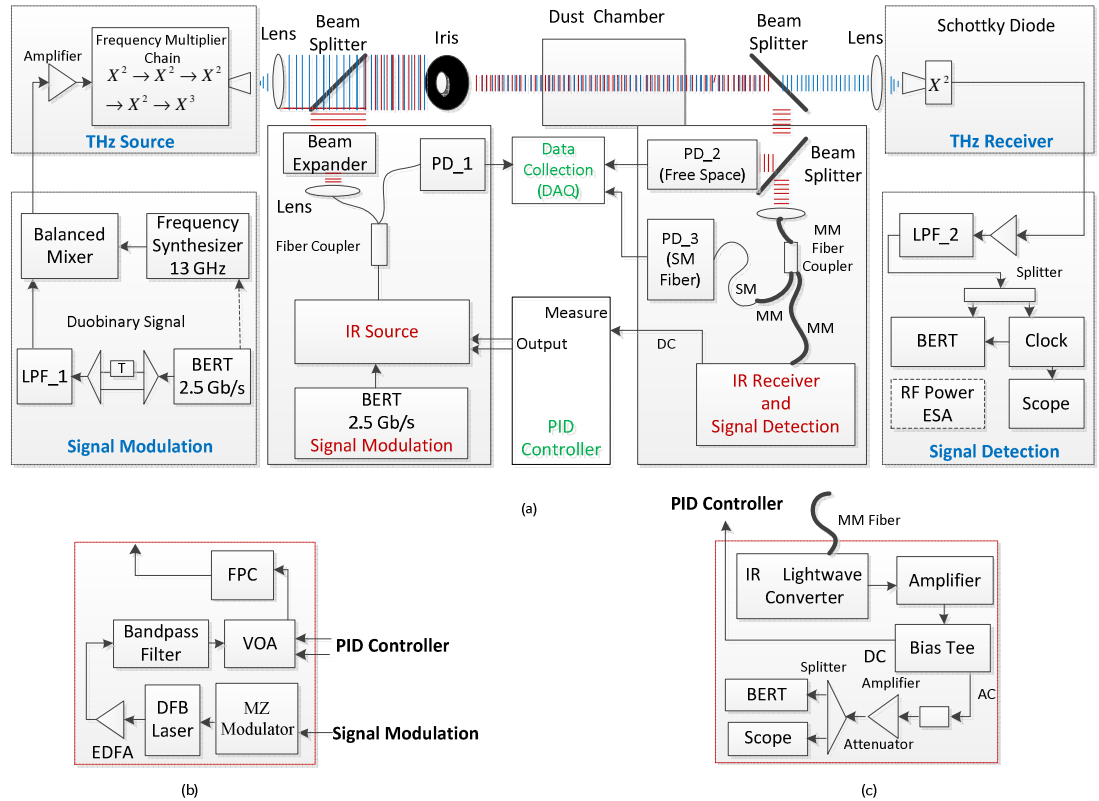 Amplifier
Frequency Multiplier
Chain
X² → X² → X²
→ X² → X³
THz Source
Lens
Beam
Splitter
Iris
Dust Chamber
Beam
Splitter
Lens
Schottky Diode
X²
THz Receiver
Balanced
Mixer
Frequency
Synthesizer
13 GHz
Duobinary Signal
LPF_1
T
BERT
2.5 Gb/s
Signal Modulation
Beam
Expander
Lens
PD_1
Fiber Coupler
IR Source
BERT
2.5 Gb/s
Signal Modulation
Data
Collection
(DAQ)
Measure
Output
PID
Controller
PD_2
(Free Space)
Beam
Splitter
PD_3
(SM
Fiber)
MM
Fiber
Coupler
SM
MM
MM
DC
IR Receiver
and
Signal Detection
LPF_2
Splitter
BERT
Clock
RF Power
ESA
Scope
Signal Detection
(a)
FPC
Bandpass
Filter
VOA
PID Controller
DFB
Laser
MZ
Modulator
EDFA
Signal Modulation
(b)
PID Controller
MM Fiber
IR Lightwave
Converter
Amplifier
Bias Tee
DC
AC
Splitter
Amplifier
BERT
Scope
Attenuator
(c)